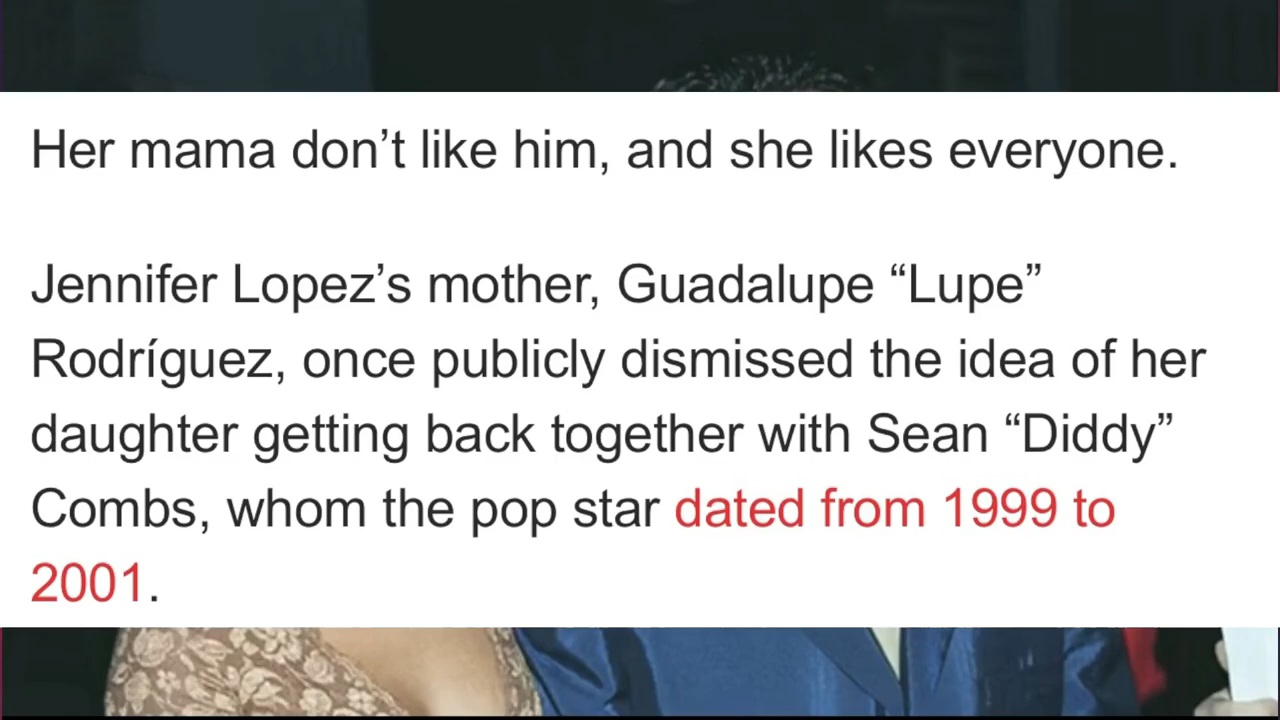 Her mama don’t like him, and she likes everyone.
Jennifer Lopez’s mother, Guadalupe “Lupe”
Rodríguez, once publicly dismissed the idea of her
daughter getting back together with Sean “Diddy”
Combs, whom the pop star dated from 1999 to
2001.